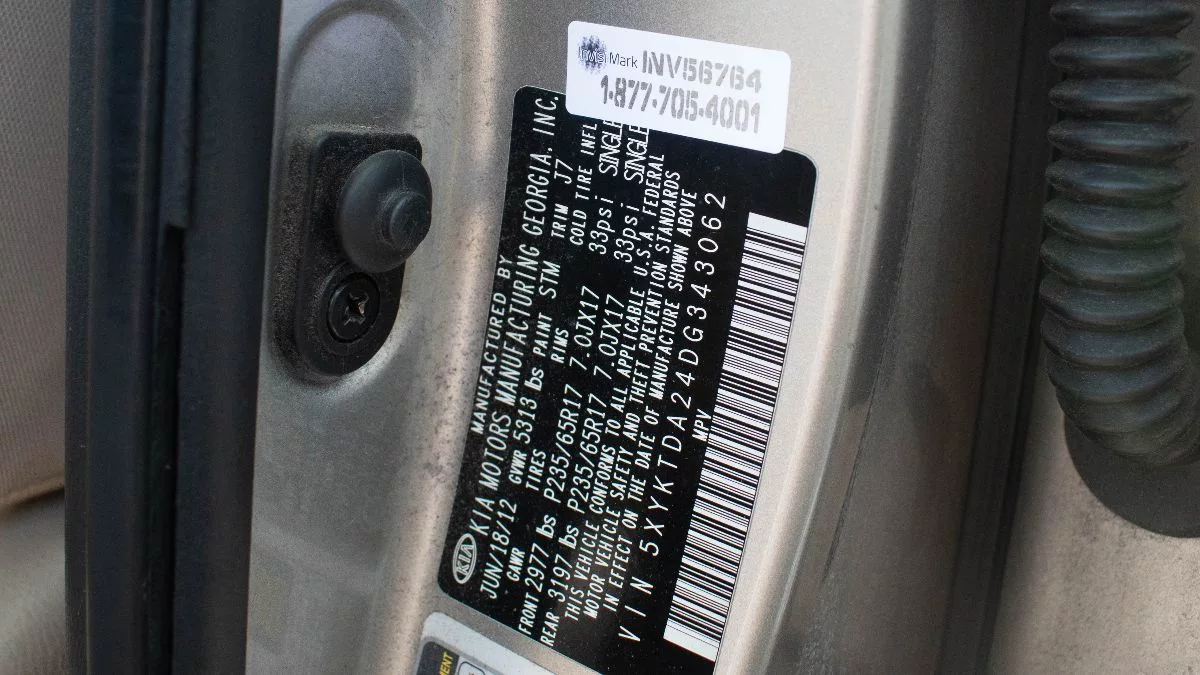 Mark INV56764
1-877-705-4001
MANUFACTURED BY
KIA KIA MOTORS MANUFACTURING GEORGIA, INC.
JUN/18/12 GVWR 5313 lbs PAINT STM TRIM J7
GAWR TIRES RIMS COLD TIRE INFL
FRONT 2977 lbs P235/65R17 7.0JX17 33psi SINGLE
REAR 3197 lbs P235/65R17 7.0JX17 33psi SINGLE
THIS VEHICLE CONFORMS TO ALL APPLICABLE U.S.A. FEDERAL
MOTOR VEHICLE SAFETY AND THEFT PREVENTION STANDARDS
IN EFFECT ON THE DATE OF MANUFACTURE SHOWN ABOVE
VIN 5XYKTDA24DG343062
MPV